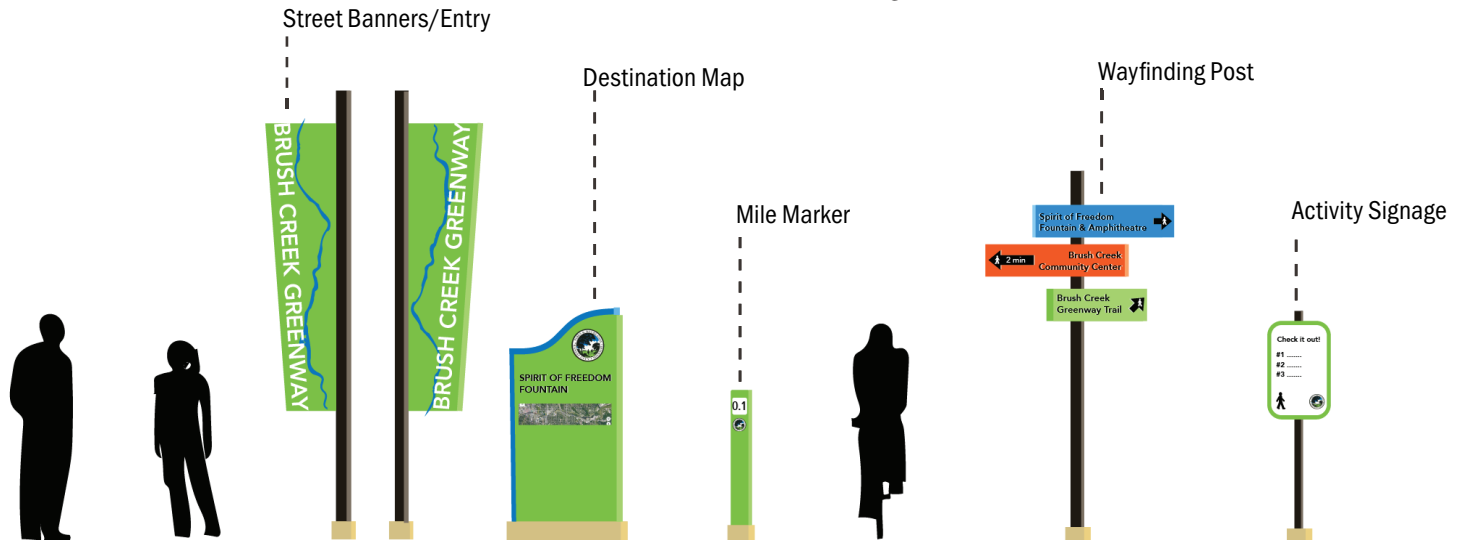 Street Banners/Entry
Destination Map
Wayfinding Post
Mile Marker
Activity Signage
BRUSH CREEK GREENWAY
BRUSH CREEK GREENWAY
SPIRIT OF FREEDOM
FOUNTAIN
0.1
Spirit of Freedom
Fountain & Amphitheatre
2 min
Brush Creek
Community Center
Brush Creek
Greenway Trail
Check it out!
#1 ........
#2 ........
#3 ........